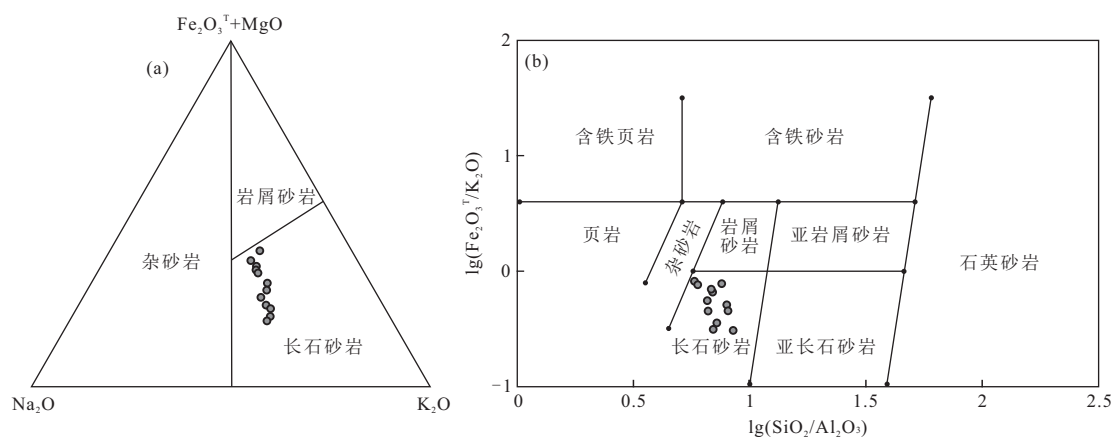 Fe₂O₃ᵀ+MgO
(a)
岩屑砂岩
杂砂岩
长石砂岩
Na₂O
K₂O
2
(b)
含铁页岩
含铁砂岩
1
lg(Fe₂O₃ᵀ/K₂O)
页岩
杂砂岩
岩屑
砂岩
亚岩屑砂岩
石英砂岩
0
长石砂岩
亚长石砂岩
−1
0
0.5
1.0
1.5
2
2.5
lg(SiO₂/Al₂O₃)